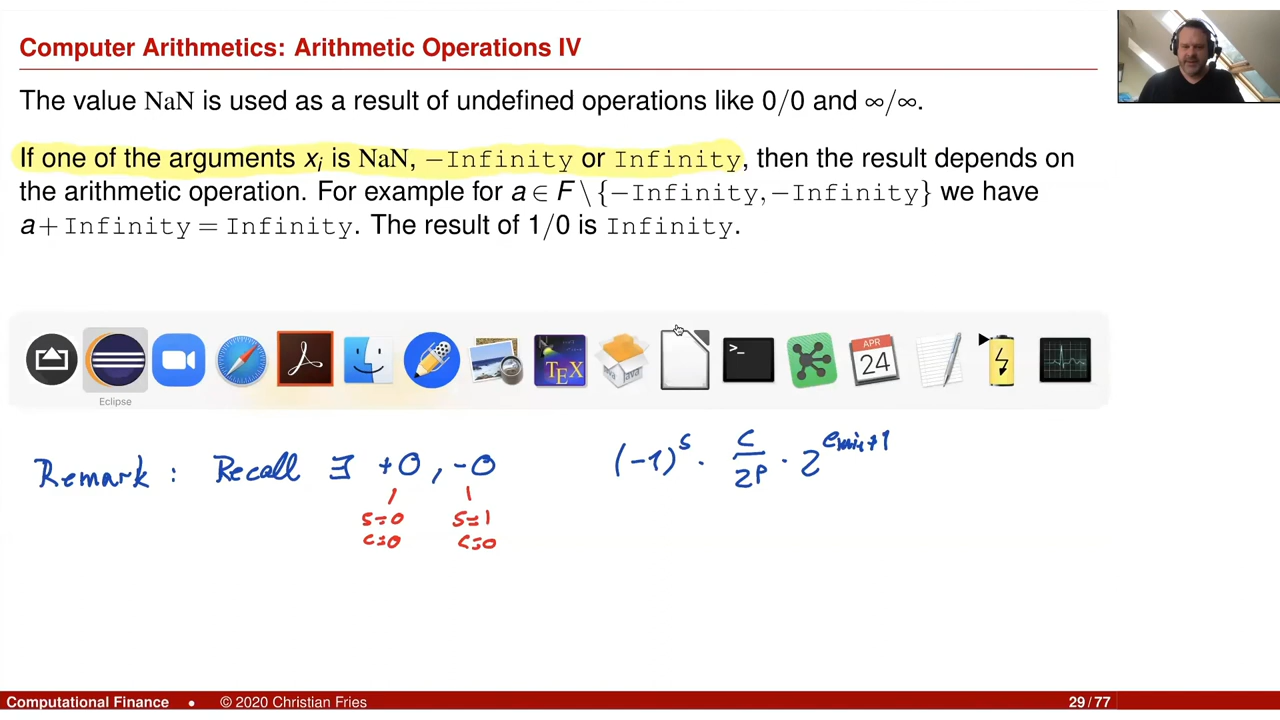 Computer Arithmetics: Arithmetic Operations IV
The value NaN is used as a result of undefined operations like 0/0 and ∞/∞.
If one of the arguments xᵢ is NaN, −Infinity or Infinity, then the result depends on
the arithmetic operation. For example for a ∈ F \ {−Infinity, −Infinity} we have
a + Infinity = Infinity. The result of 1/0 is Infinity.
TEX
APR
24
Eclipse
Remark : Recall ∃ +0 , −0 (−1)^s · c/2^p · 2^(emin+1)
s=0 s=1
c=0 c=0
Computational Finance • © 2020 Christian Fries 29 / 77